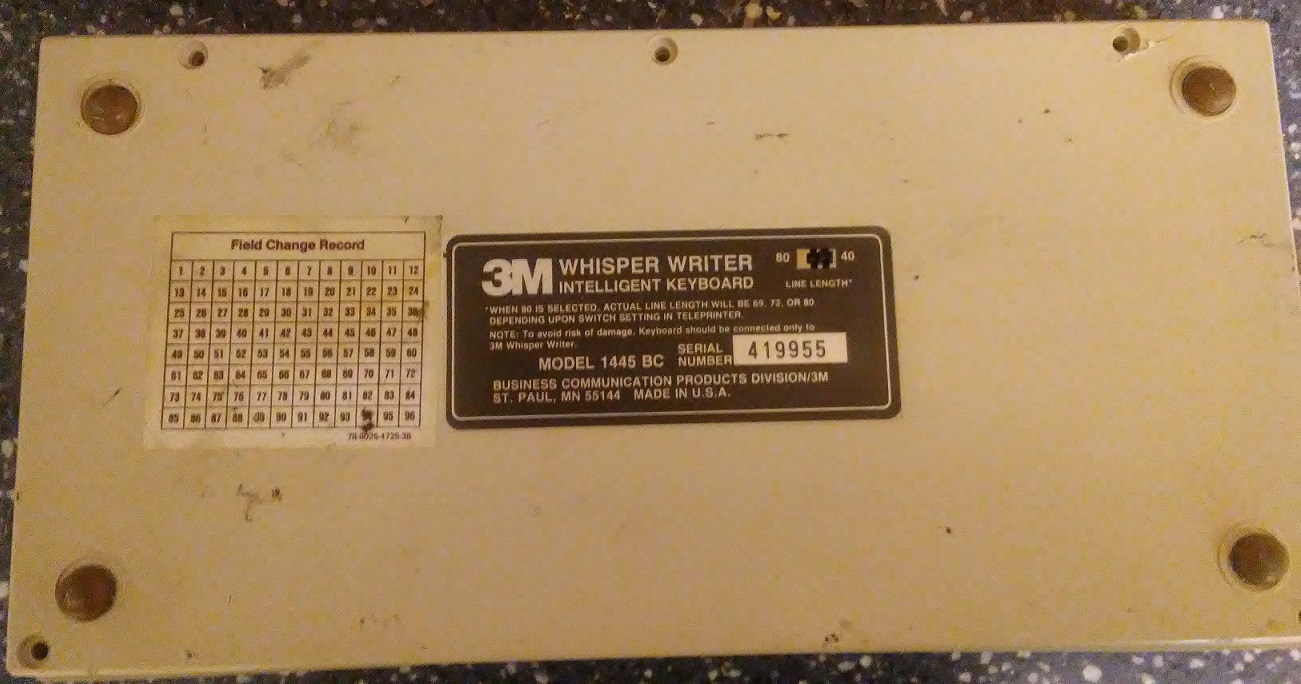 Field Change Record
1 2 3 4 5 6 7 8 9 10 11 12
13 14 15 16 17 18 19 20 21 22 23 24
25 26 27 28 29 30 31 32 33 34 35 36
37 38 39 40 41 42 43 44 45 46 47 48
49 50 51 52 53 54 55 56 57 58 59 60
61 62 63 64 65 66 67 68 69 70 71 72
73 74 75 76 77 78 79 80 81 82 83 84
85 86 87 88 89 90 91 92 93 94 95 96
3M WHISPER WRITER
INTELLIGENT KEYBOARD
80 40
LINE LENGTH*
*WHEN 80 IS SELECTED, ACTUAL LINE LENGTH WILL BE 69, 72, OR 80
DEPENDING UPON SWITCH SETTING IN TELEPRINTER.
NOTE: To avoid risk of damage, Keyboard should be connected only to
3M Whisper Writer.
MODEL 1445 BC
SERIAL
NUMBER
419955
BUSINESS COMMUNICATION PRODUCTS DIVISION/3M
ST. PAUL, MN 55144 MADE IN U.S.A.